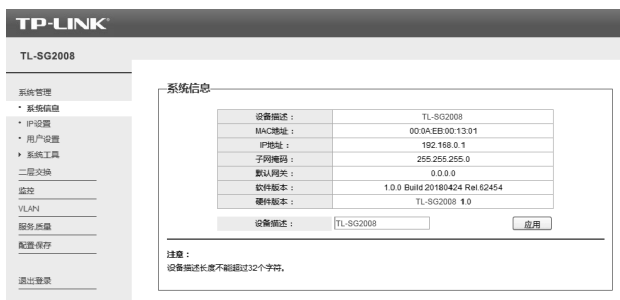 TP-LINK
TL-SG2008
系统管理
系统信息
IP设置
用户设置
系统工具
二层交换
监控
VLAN
服务质量
配置保存
退出登录
系统信息
设备描述： TL-SG2008
MAC地址： 00:0A:EB:00:13:01
IP地址： 192.168.0.1
子网掩码： 255.255.255.0
默认网关： 0.0.0.0
软件版本： 1.0.0 Build 20180424 Rel.62454
硬件版本： TL-SG2008 1.0
设备描述： TL-SG2008 应用
注意：
设备描述长度不能超过32个字符。